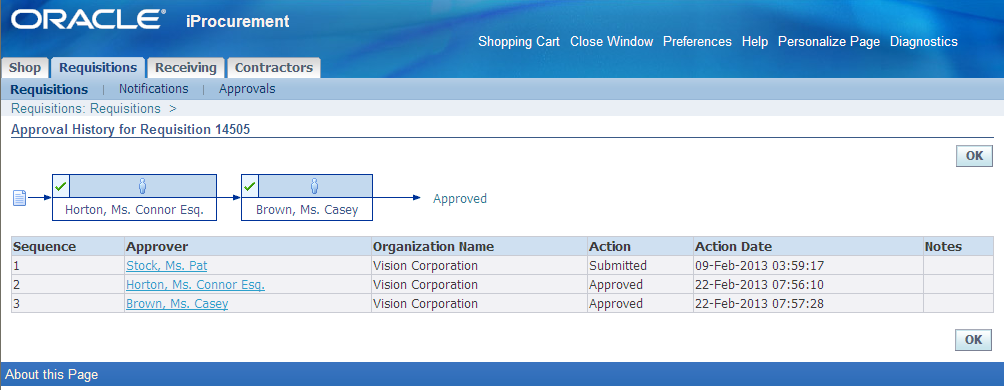 ORACLE® iProcurement
Shopping Cart Close Window Preferences Help Personalize Page Diagnostics
Shop Requisitions Receiving Contractors
Requisitions | Notifications | Approvals
Requisitions: Requisitions >
Approval History for Requisition 14505
OK
Horton, Ms. Connor Esq. Brown, Ms. Casey Approved
Sequence Approver Organization Name Action Action Date Notes
1 Stock, Ms. Pat Vision Corporation Submitted 09-Feb-2013 03:59:17
2 Horton, Ms. Connor Esq. Vision Corporation Approved 22-Feb-2013 07:56:10
3 Brown, Ms. Casey Vision Corporation Approved 22-Feb-2013 07:57:28
OK
About this Page